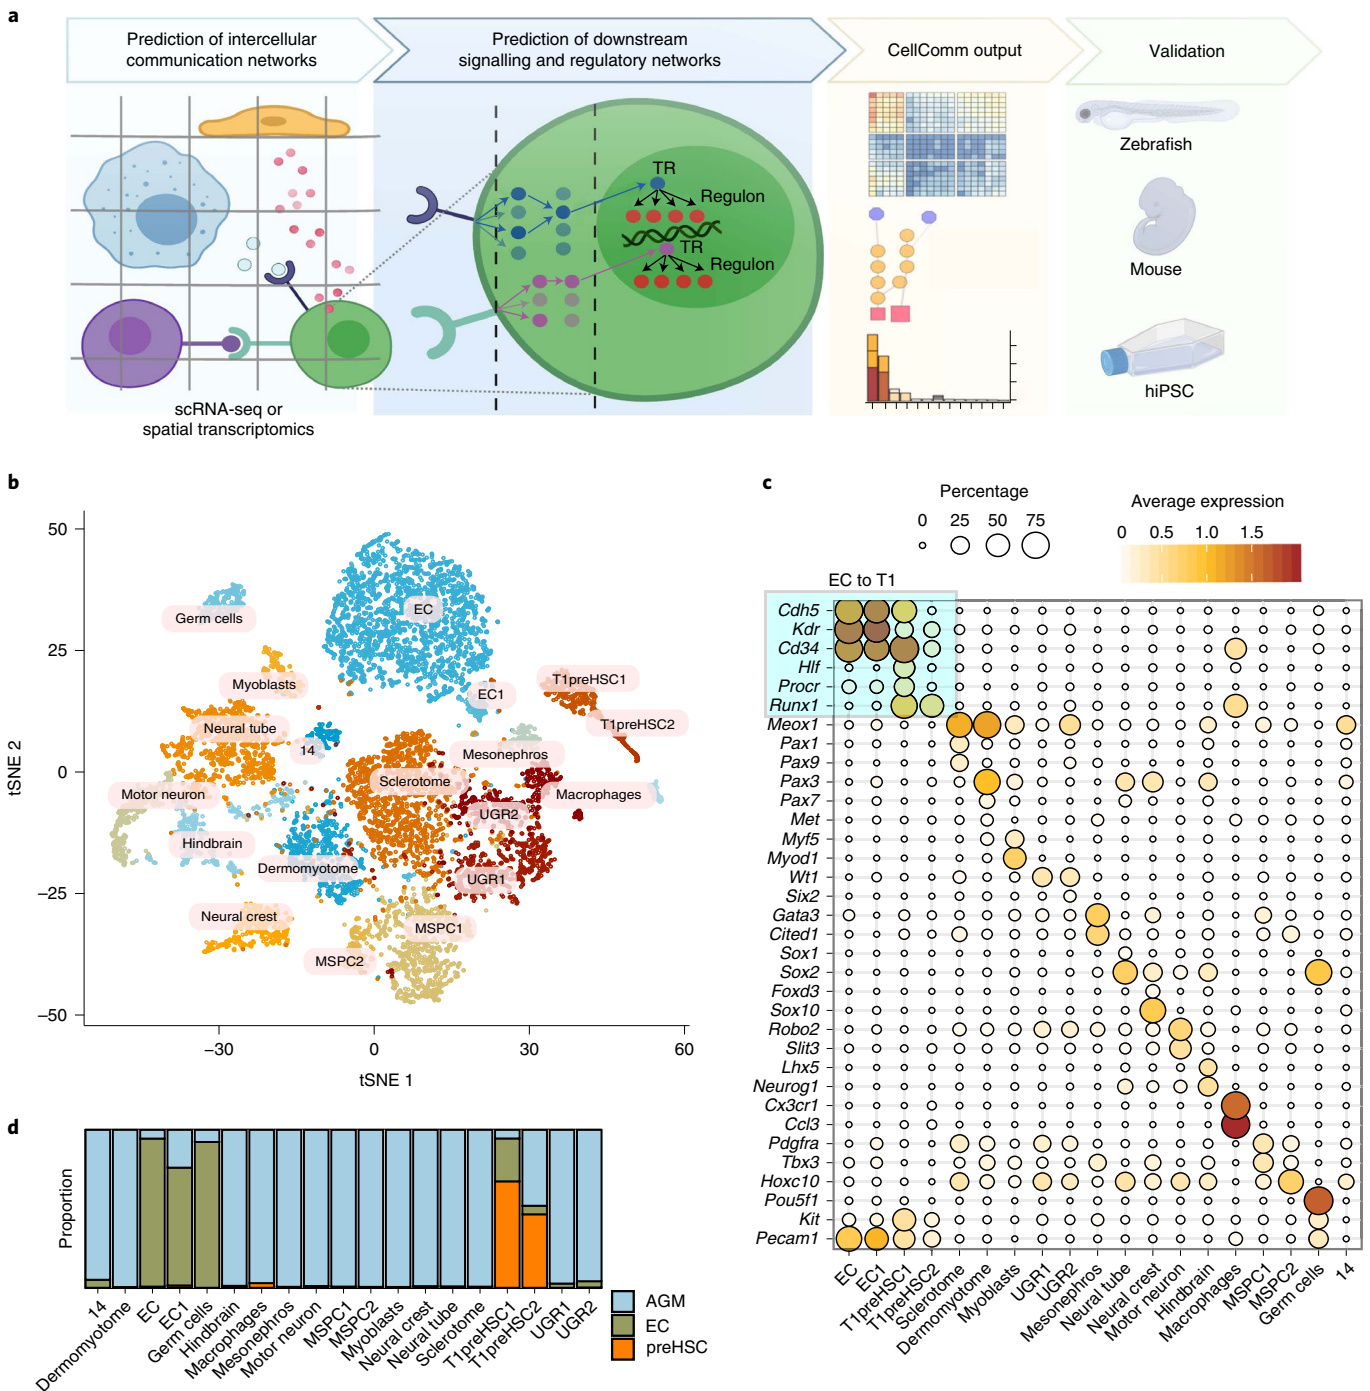 a
Prediction of intercellular
communication networks
Prediction of downstream
signalling and regulatory networks
CellComm output
Validation
TR
Regulon
TR
Regulon
Zebrafish
Mouse
hiPSC
scRNA-seq or
spatial transcriptomics
b
50
25
0
−25
−50
tSNE 2
−30
0
30
60
tSNE 1
Germ cells
EC
Myoblasts
EC1
T1preHSC1
T1preHSC2
Neural tube
14
Mesonephros
Sclerotome
Motor neuron
Macrophages
UGR2
Hindbrain
Dermomyotome
UGR1
Neural crest
MSPC1
MSPC2
c
Percentage
0 25 50 75
Average expression
0 0.5 1.0 1.5
EC to T1
Cdh5
Kdr
Cd34
Hlf
Procr
Runx1
Meox1
Pax1
Pax9
Pax3
Pax7
Met
Myf5
Myod1
Wt1
Six2
Gata3
Cited1
Sox1
Sox2
Foxd3
Sox10
Robo2
Slit3
Lhx5
Neurog1
Cx3cr1
Ccl3
Pdgfra
Tbx3
Hoxc10
Pou5f1
Kit
Pecam1
EC
EC1
T1preHSC1
T1preHSC2
Sclerotome
Dermomyotome
Myoblasts
UGR1
UGR2
Mesonephros
Neural tube
Neural crest
Motor neuron
Hindbrain
Macrophages
MSPC1
MSPC2
Germ cells
14
d
Proportion
14
Dermomyotome
EC
EC1
Germ cells
Hindbrain
Macrophages
Mesonephros
Motor neuron
MSPC1
MSPC2
Myoblasts
Neural crest
Neural tube
Sclerotome
T1preHSC1
T1preHSC2
UGR1
UGR2
AGM
EC
preHSC